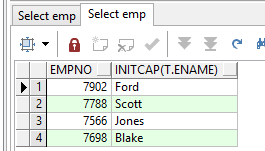 Select emp Select emp
EMPNO INITCAP(T.ENAME)
1 7902 Ford
2 7788 Scott
3 7566 Jones
4 7698 Blake